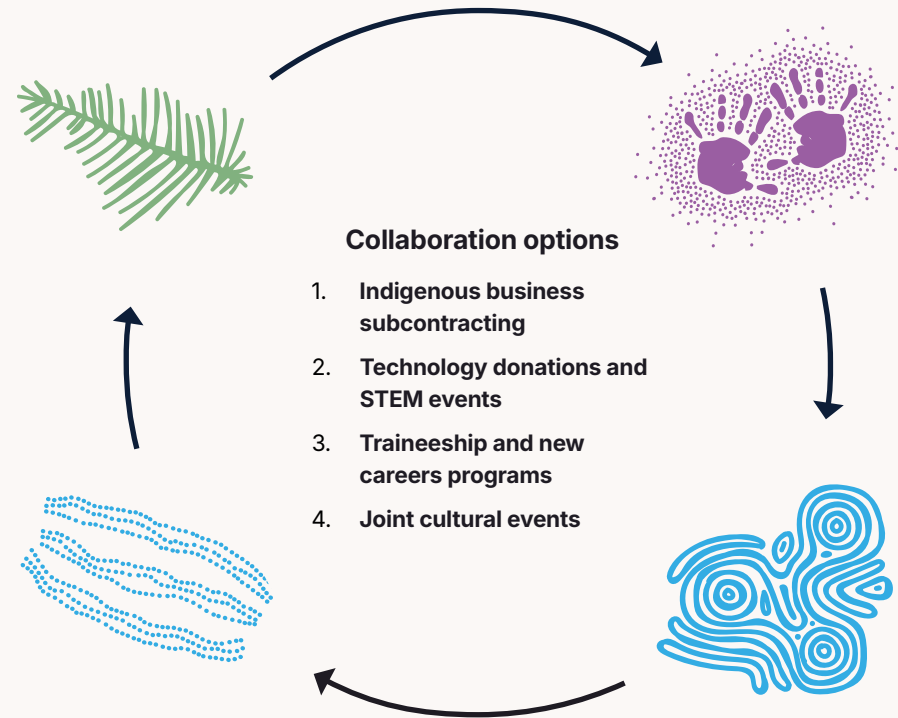 Collaboration options
1. Indigenous business
subcontracting
2. Technology donations and
STEM events
3. Traineeship and new
careers programs
4. Joint cultural events